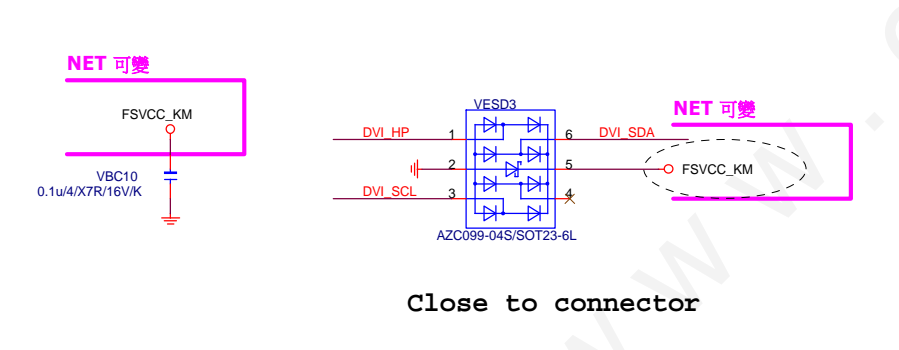 NET 可變
FSVCC_KM
VBC10
0.1u/4/X7R/16V/K
VESD3
NET 可變
DVI_HP
1
6
DVI_SDA
2
5
FSVCC_KM
DVI_SCL
3
4
AZC099-04S/SOT23-6L
Close to connector
w w w .